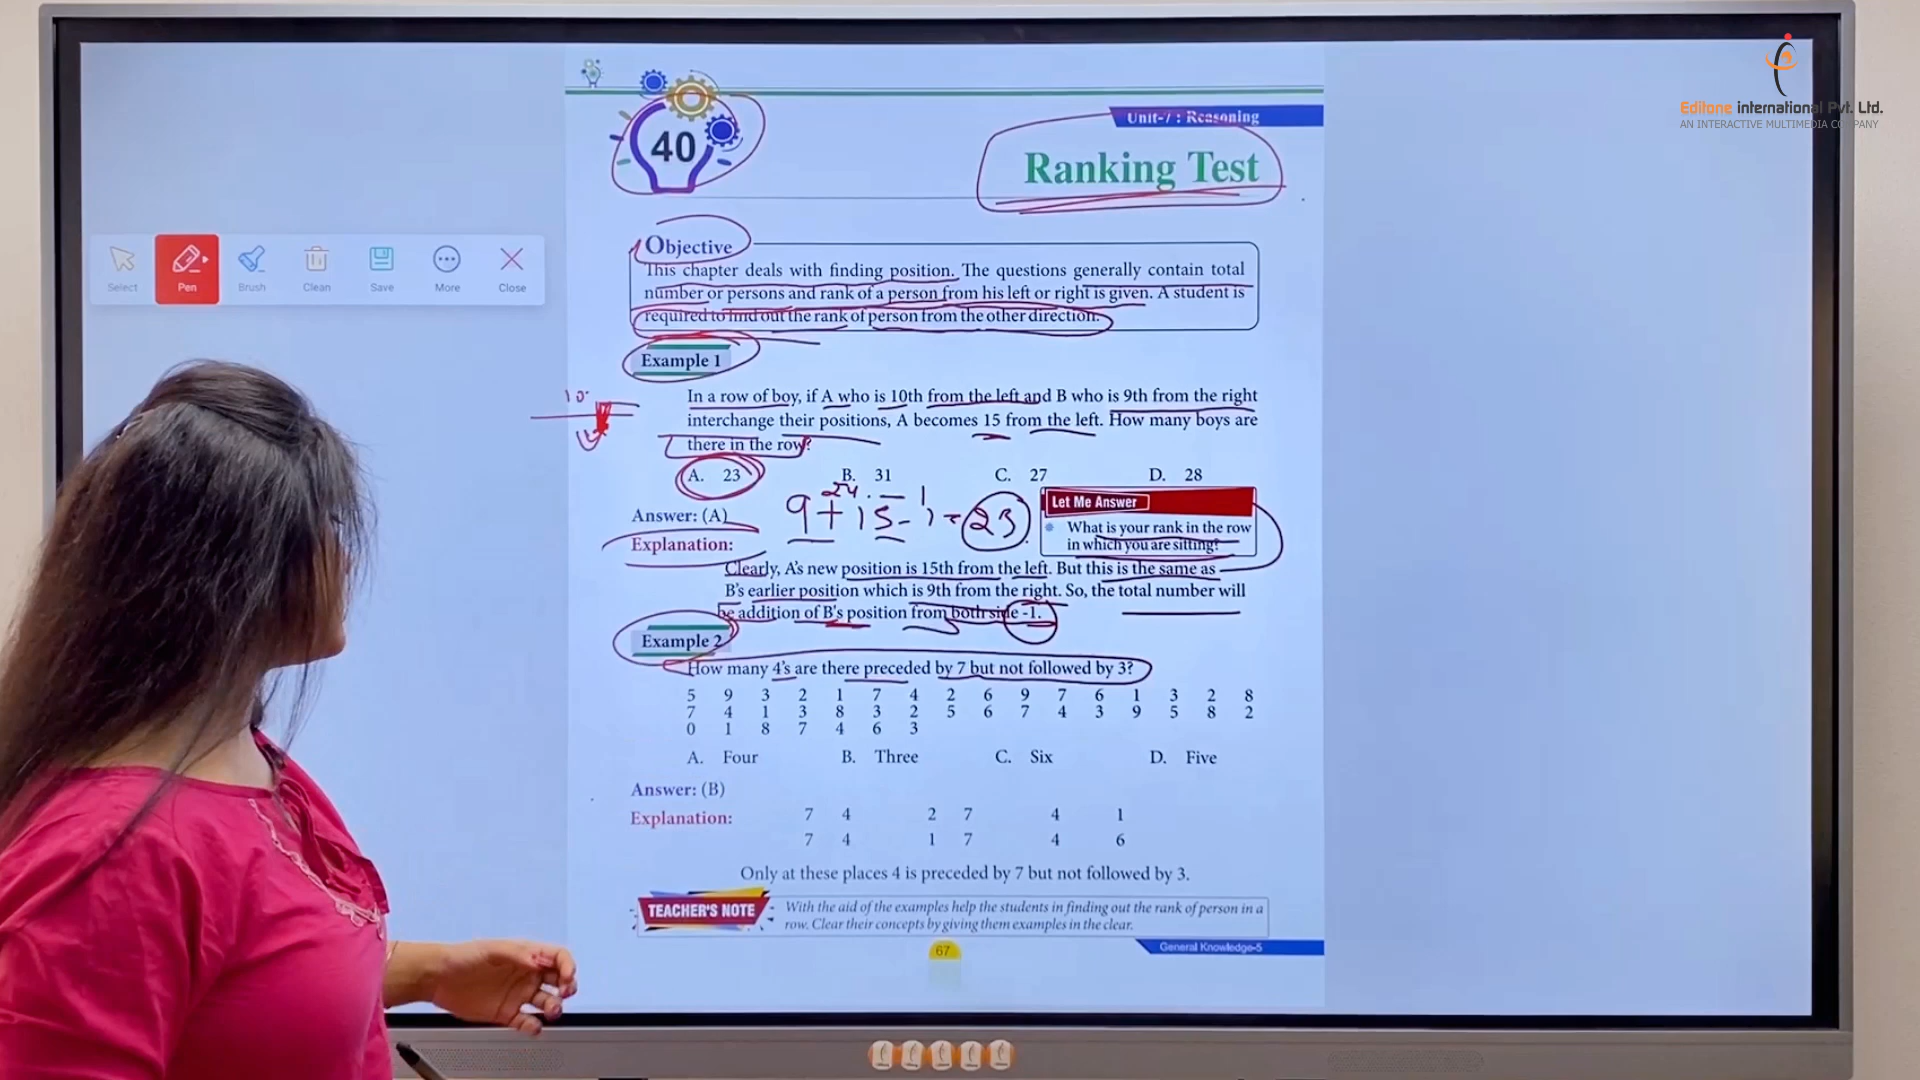 Editone international Pvt. Ltd.
AN INTERACTIVE MULTIMEDIA COMPANY
Unit-7 : Reasoning
40
Ranking Test
Select Pen Brush Clean Save More Close
Objective
This chapter deals with finding position. The questions generally contain total
number or persons and rank of a person from his left or right is given. A student is
required to find out the rank of person from the other direction.
Example 1
10
In a row of boy, if A who is 10th from the left and B who is 9th from the right
interchange their positions, A becomes 15 from the left. How many boys are
there in the row?
A. 23 B. 31 C. 27 D. 28
24 - 1
9+15-1=23
Let Me Answer
What is your rank in the row
in which you are sitting?
Answer: (A)
Explanation:
Clearly, A's new position is 15th from the left. But this is the same as
B's earlier position which is 9th from the right. So, the total number will
be addition of B's position from both side -1.
Example 2
How many 4's are there preceded by 7 but not followed by 3?
5 9 3 2 1 7 4 2 6 9 7 6 1 3 2 8
7 4 1 3 8 3 2 5 6 7 4 3 9 5 8 2
0 1 8 7 4 6 3
A. Four B. Three C. Six D. Five
Answer: (B)
Explanation:
7 4 2 7 4 1
7 4 1 7 4 6
Only at these places 4 is preceded by 7 but not followed by 3.
TEACHER'S NOTE
With the aid of the examples help the students in finding out the rank of person in a
row. Clear their concepts by giving them examples in the clear.
67
General Knowledge-5